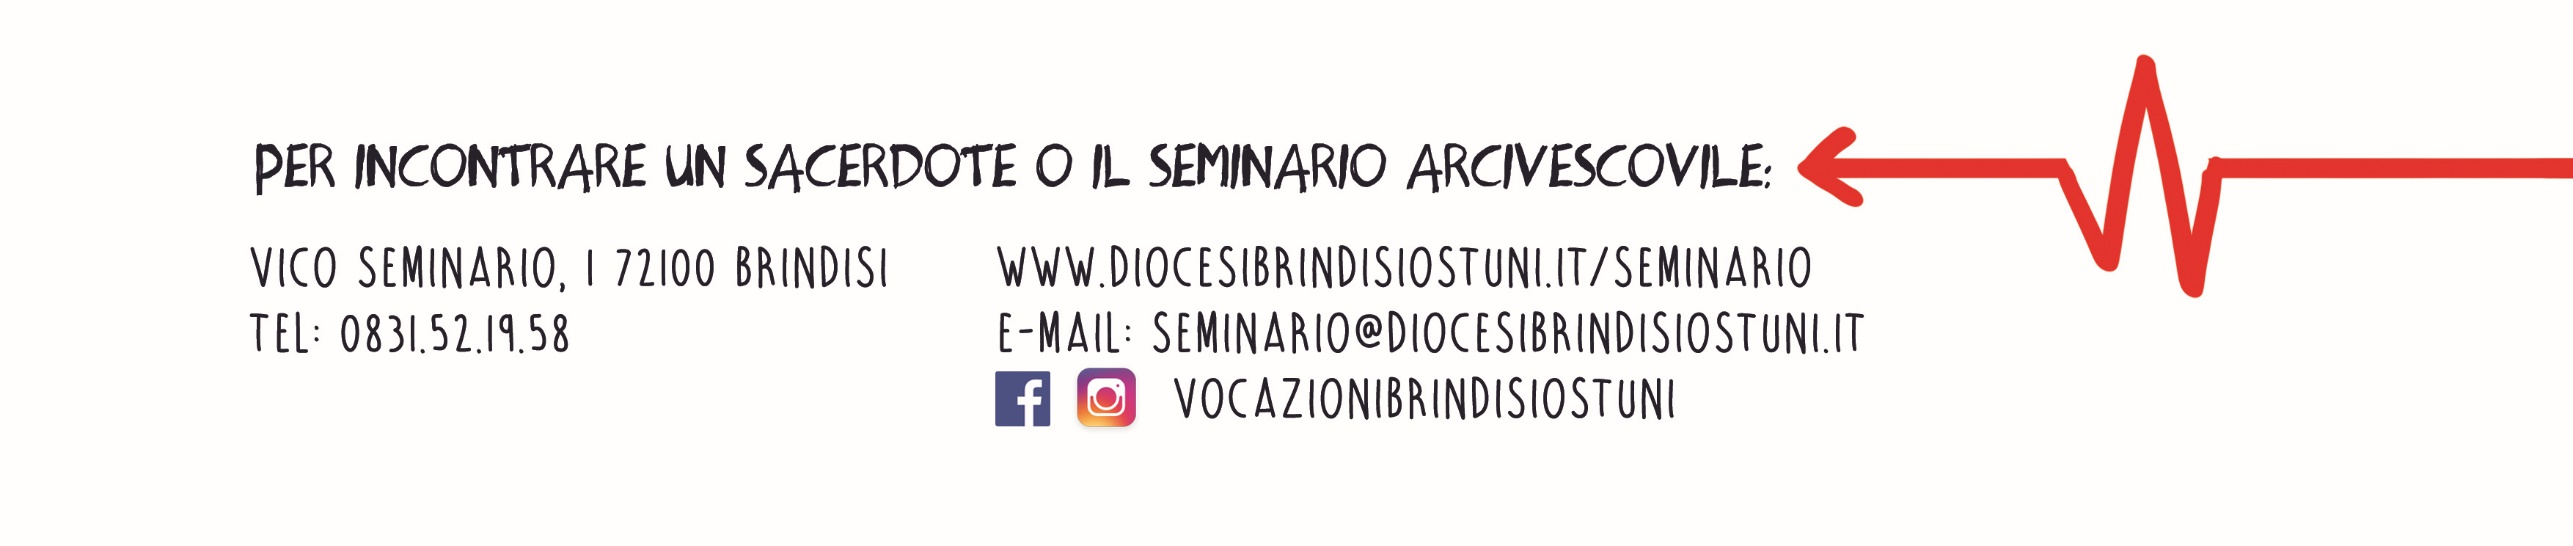 PER INCONTRARE UN SACERDOTE O IL SEMINARIO ARCIVESCOVILE:
VICO SEMINARIO, 1 72100 BRINDISI
TEL: 0831.52.19.58
WWW.DIOCESIBRINDISIOSTUNI.IT/SEMINARIO
E-MAIL: SEMINARIO@DIOCESIBRINDISIOSTUNI.IT
VOCAZIONIBRINDISIOSTUNI